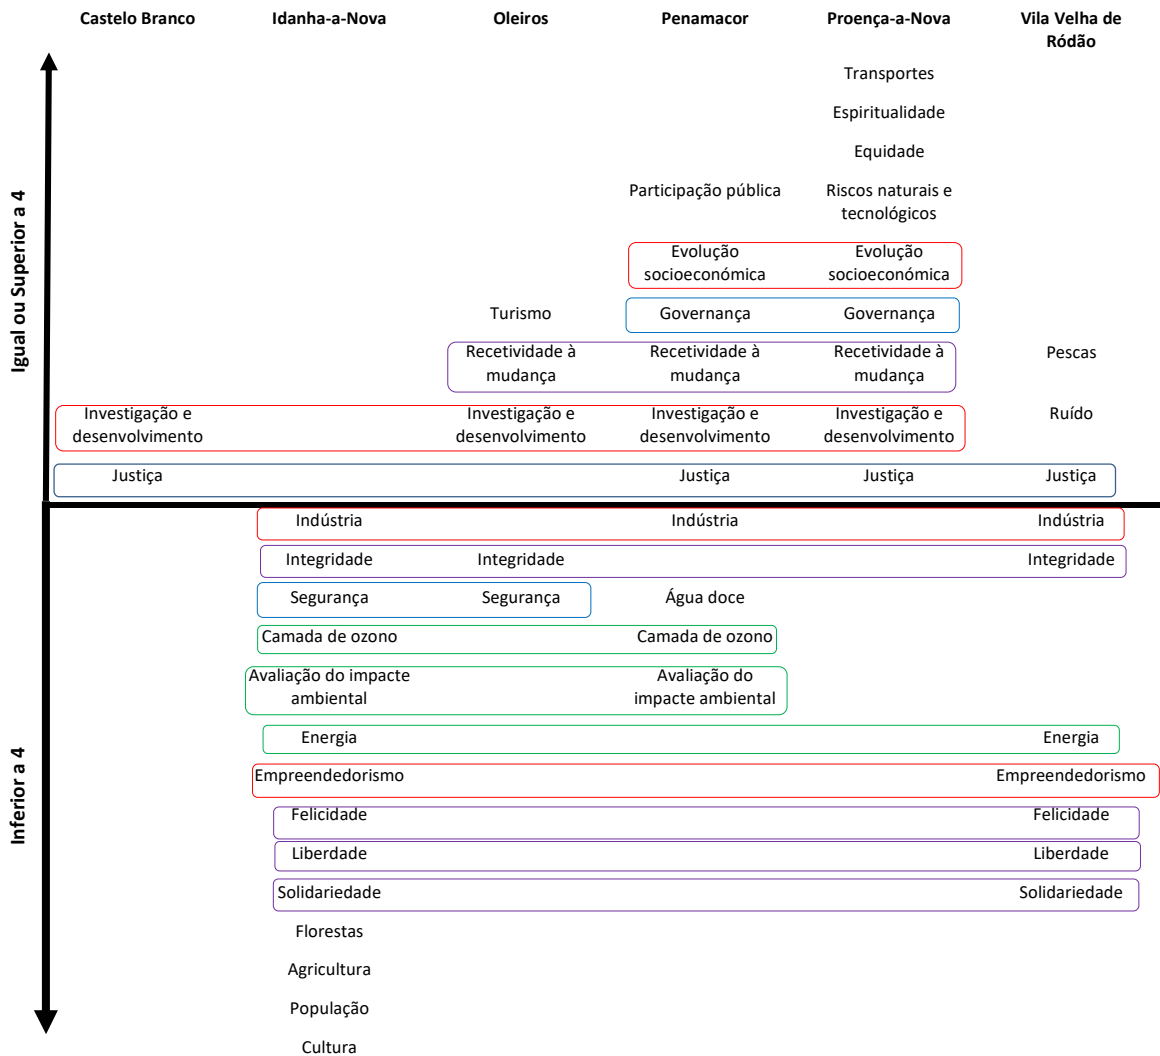 Castelo Branco Idanha-a-Nova Oleiros Penamacor Proença-a-Nova Vila Velha de
Ródão
Igual ou Superior a 4
Transportes
Espiritualidade
Equidade
Participação pública Riscos naturais e
tecnológicos
Evolução Evolução
socioeconómica socioeconómica
Turismo Governança Governança
Recetividade à Recetividade à Recetividade à Pescas
mudança mudança mudança
Investigação e Investigação e Investigação e Investigação e Ruído
desenvolvimento desenvolvimento desenvolvimento desenvolvimento
Justiça Justiça Justiça Justiça
Inferior a 4
Indústria Indústria Indústria
Integridade Integridade Integridade
Segurança Segurança Água doce
Camada de ozono Camada de ozono
Avaliação do impacte Avaliação do
ambiental impacte ambiental
Energia Energia
Empreendedorismo Empreendedorismo
Felicidade Felicidade
Liberdade Liberdade
Solidariedade Solidariedade
Florestas
Agricultura
População
Cultura